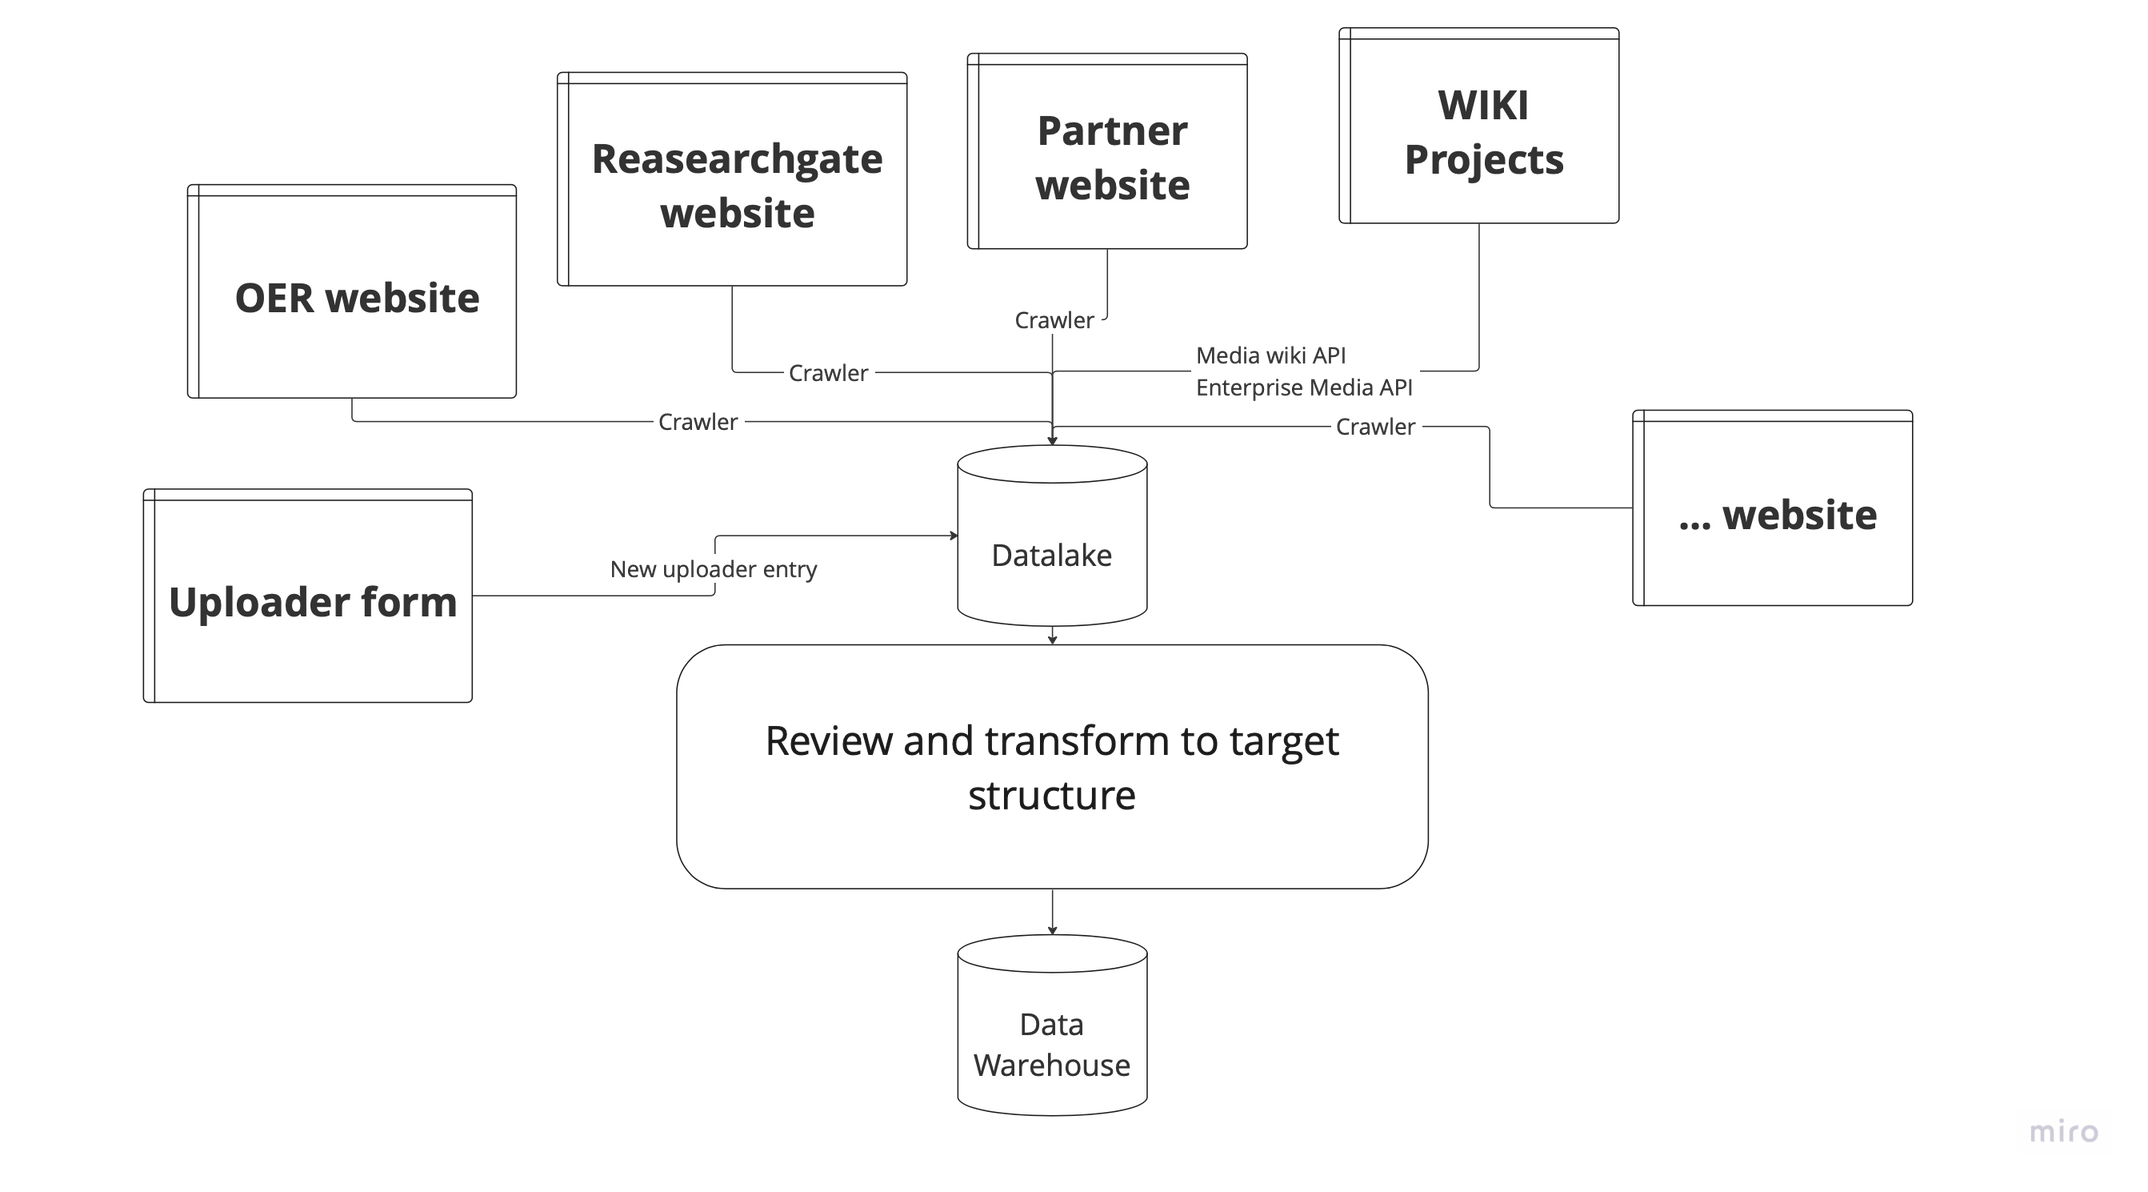 WIKI
Projects
Partner
website
Reasearchgate
website
OER website
Crawler
Media wiki API
Enterprise Media API
Crawler
Crawler
Crawler
... website
Datalake
New uploader entry
Uploader form
Review and transform to target
structure
Data
Warehouse
miro